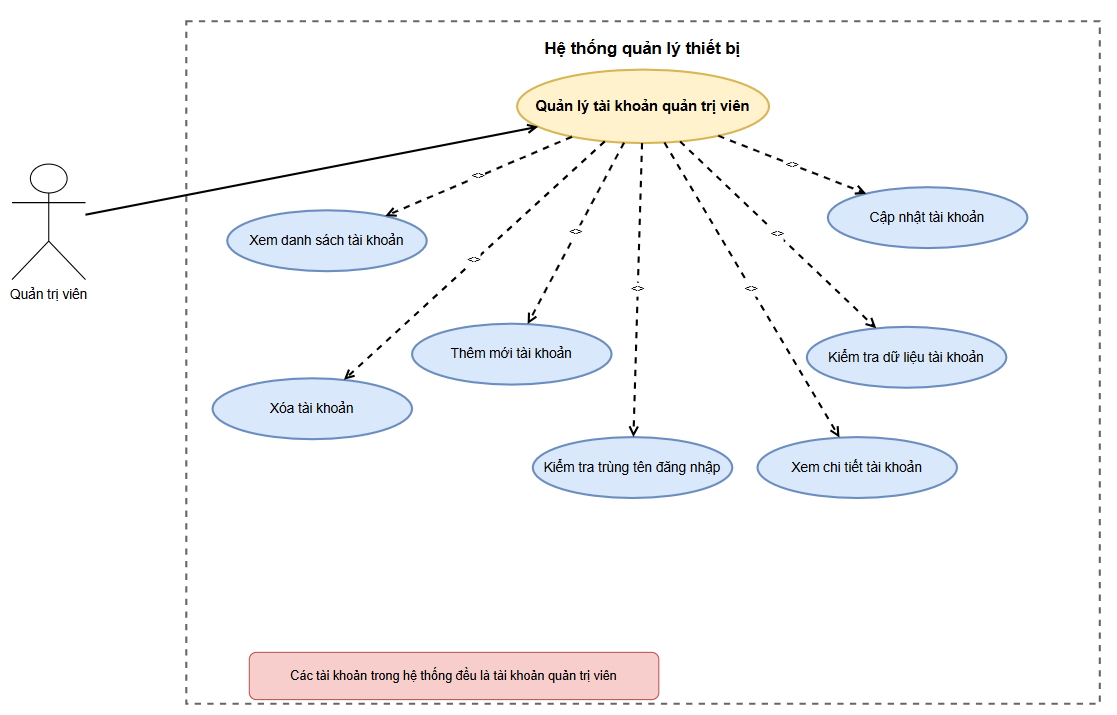 Hệ thống quản lý thiết bị
Quản lý tài khoản quản trị viên
<>
<>
Cập nhật tài khoản
Xem danh sách tài khoản
<>
<>
<>
Quản trị viên
<>
<>
Thêm mới tài khoản
Kiểm tra dữ liệu tài khoản
Xóa tài khoản
Kiểm tra trùng tên đăng nhập
Xem chi tiết tài khoản
Các tài khoản trong hệ thống đều là tài khoản quản trị viên